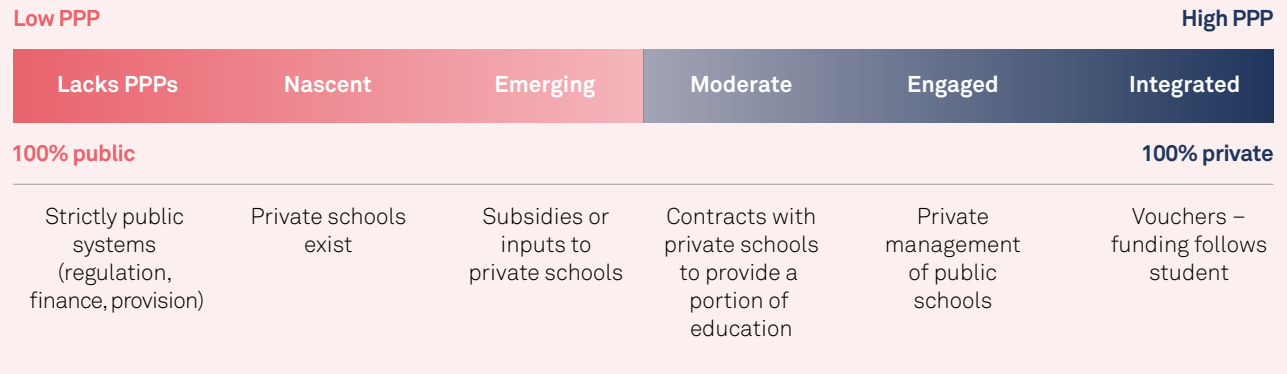 Low PPP
High PPP
Lacks PPPs
Nascent
Emerging
Moderate
Engaged
Integrated
100% public
100% private
Strictly public
systems
(regulation,
finance, provision)
Private schools
exist
Subsidies or
inputs to
private schools
Contracts with
private schools
to provide a
portion of
education
Private
management
of public
schools
Vouchers –
funding follows
student